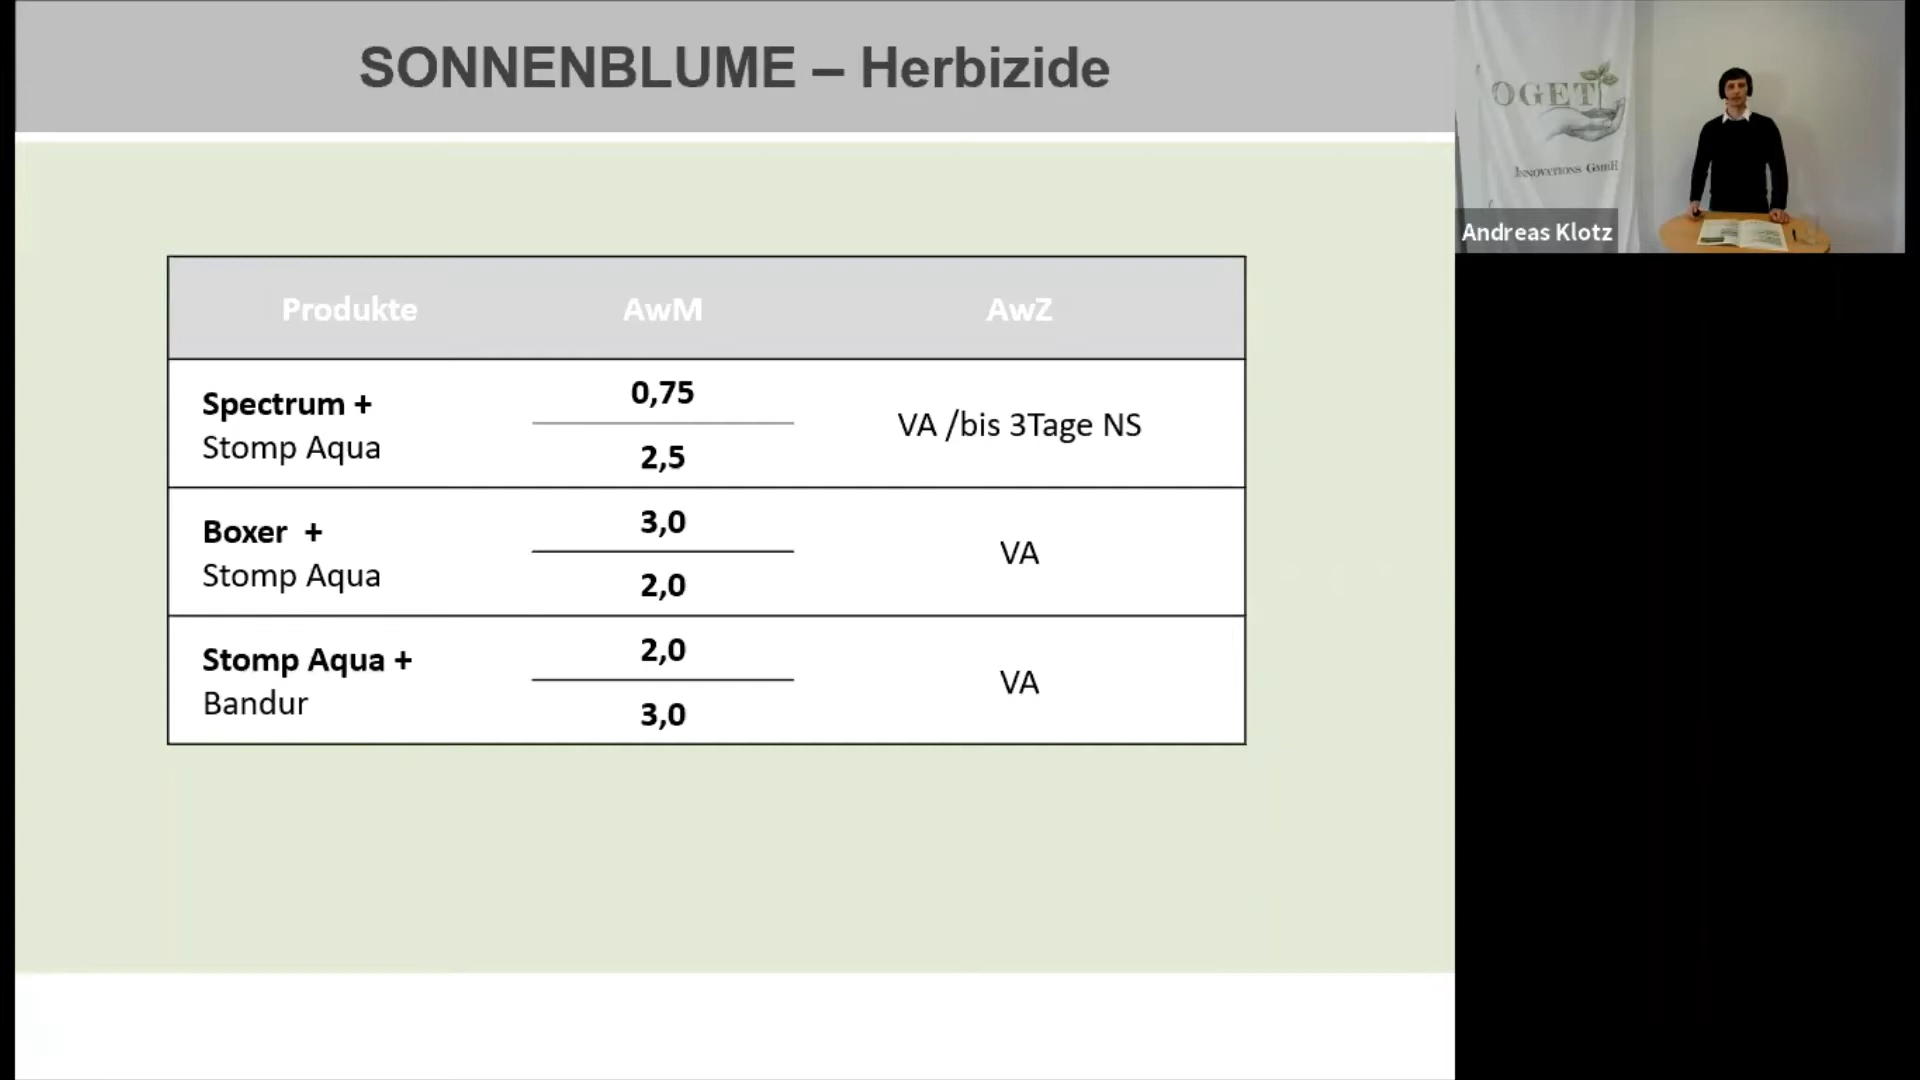 SONNENBLUME – Herbizide
OGET
INNOVATIONS GMBH
Andreas Klotz
Produkte AwM AwZ
Spectrum + 0,75 VA /bis 3Tage NS
Stomp Aqua 2,5
Boxer + 3,0 VA
Stomp Aqua 2,0
Stomp Aqua + 2,0 VA
Bandur 3,0